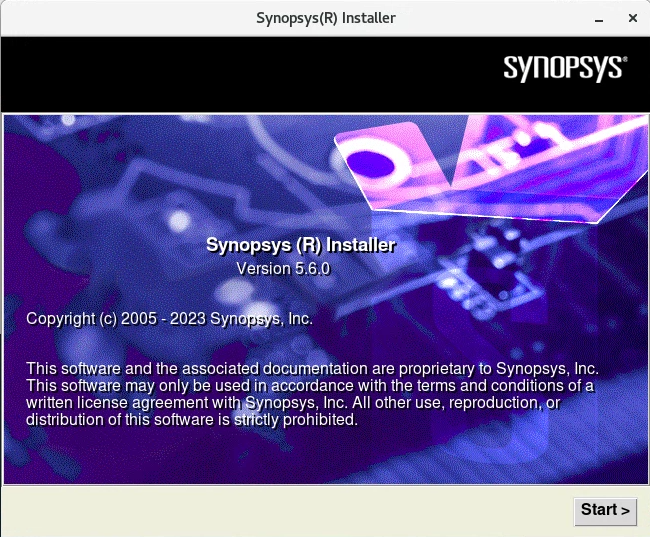 Synopsys(R) Installer
SYNOPSYS®
Synopsys (R) Installer
Version 5.6.0
Copyright (c) 2005 - 2023 Synopsys, Inc.
This software and the associated documentation are proprietary to Synopsys, Inc.
This software may only be used in accordance with the terms and conditions of a
written license agreement with Synopsys, Inc. All other use, reproduction, or
distribution of this software is strictly prohibited.
Start >